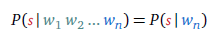 P(s | w₁ w₂ … wₙ) = P(s | wₙ)